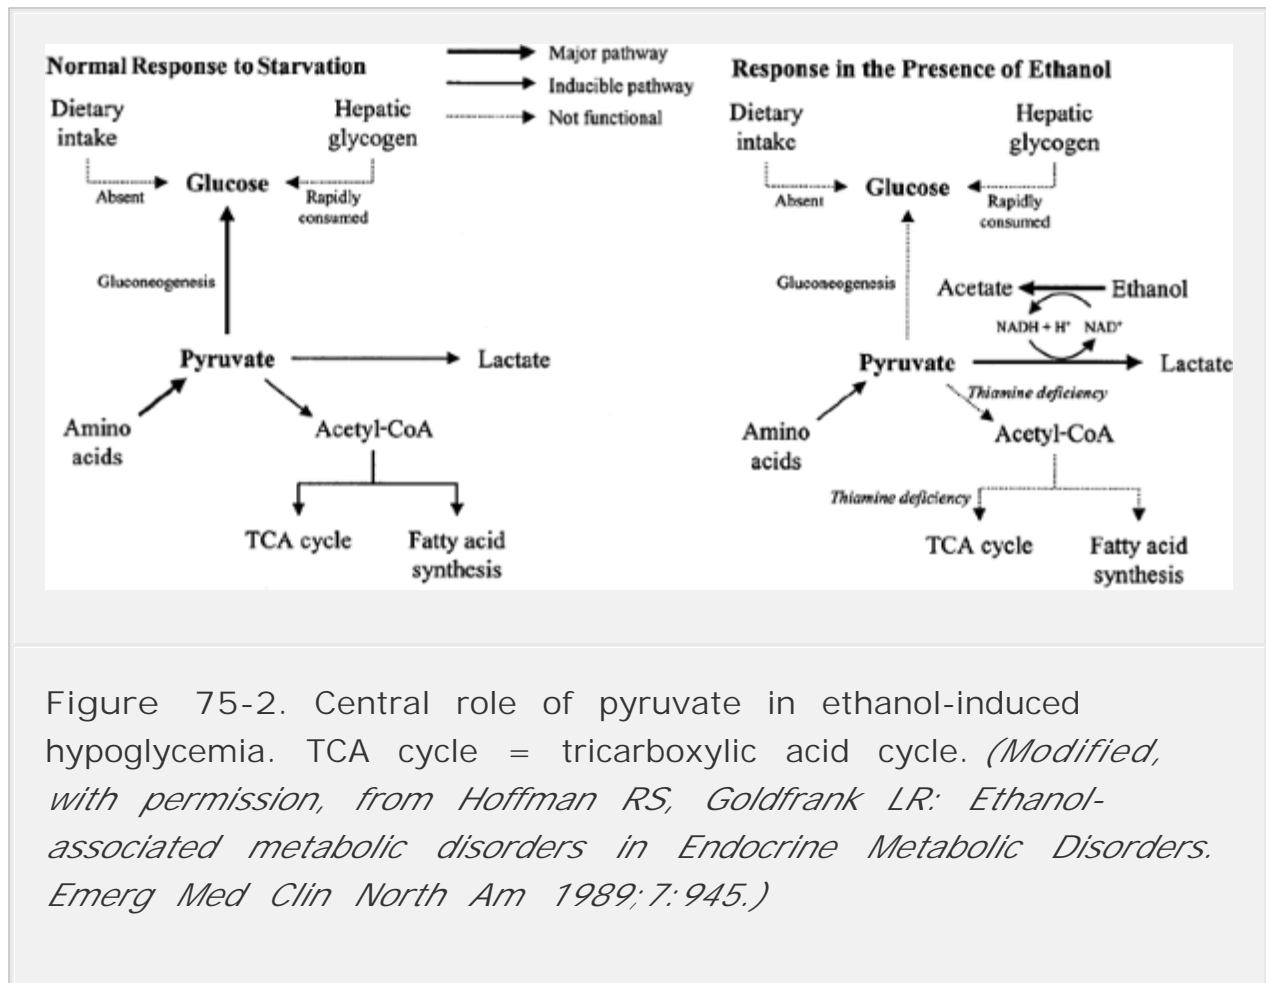 Normal Response to Starvation
Major pathway
Inducible pathway
Not functional
Dietary
intake
Hepatic
glycogen
Absent
Glucose
Rapidly
consumed
Gluconeogenesis
Pyruvate
Lactate
Amino
acids
Acetyl-CoA
TCA cycle
Fatty acid
synthesis
Response in the Presence of Ethanol
Dietary
intake
Hepatic
glycogen
Absent
Glucose
Rapidly
consumed
Gluconeogenesis
Acetate
Ethanol
NADH + H⁺
NAD⁺
Pyruvate
Lactate
Thiamine deficiency
Amino
acids
Acetyl-CoA
Thiamine deficiency
TCA cycle
Fatty acid
synthesis
Figure 75-2. Central role of pyruvate in ethanol-induced
hypoglycemia. TCA cycle = tricarboxylic acid cycle. (Modified,
with permission, from Hoffman RS, Goldfrank LR: Ethanol-
associated metabolic disorders in Endocrine Metabolic Disorders.
Emerg Med Clin North Am 1989;7:945.)